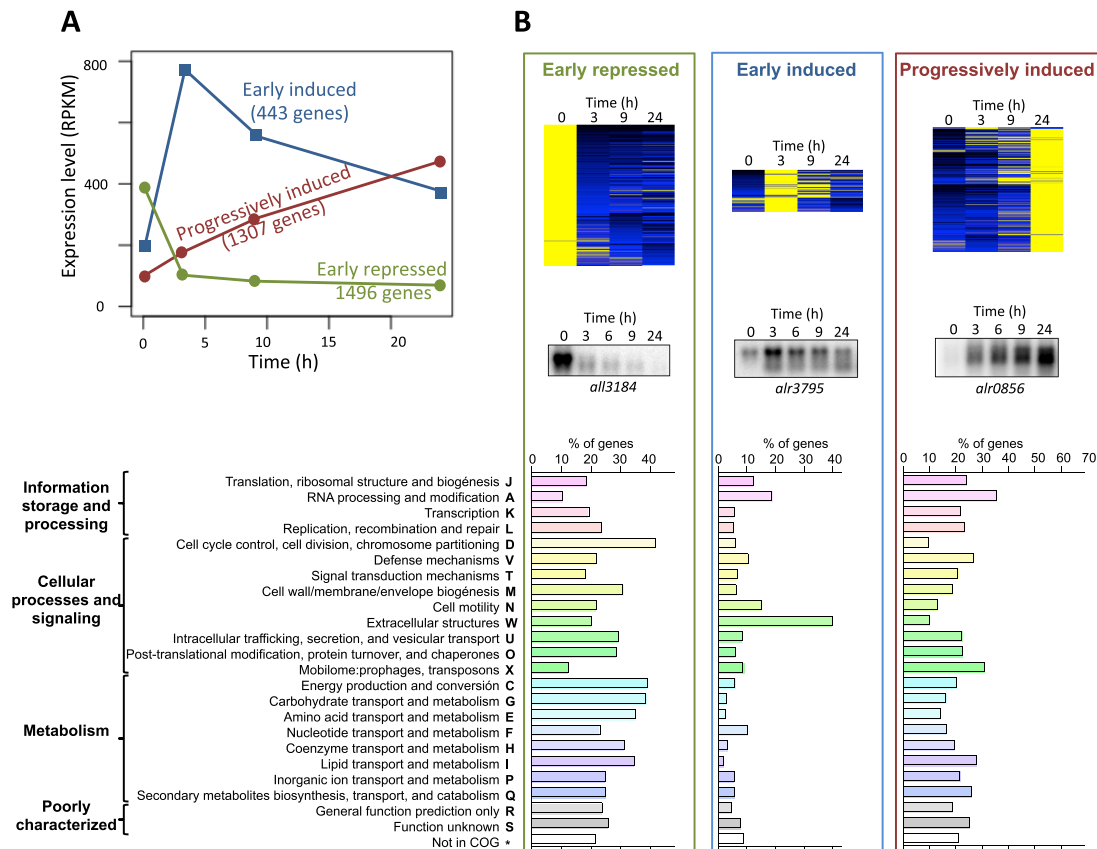 A
B
Expression level (RPKM)
800
400
0
0
5
10
15
20
Time (h)
Early induced
(443 genes)
Progressively induced
(1307 genes)
Early repressed
1496 genes
Early repressed
Time (h)
0 3 9 24
Time (h)
0 3 6 9 24
all3184
Early induced
Time (h)
0 3 9 24
Time (h)
0 3 6 9 24
alr3795
Progressively induced
Time (h)
0 3 9 24
Time (h)
0 3 6 9 24
alr0856
% of genes
0 10 20 30 40
% of genes
0 10 20 30 40
% of genes
0 10 20 30 40 50 60 70
Information storage and processing
Translation, ribosomal structure and biogénesis J
RNA processing and modification A
Transcription K
Replication, recombination and repair L
Cellular processes and signaling
Cell cycle control, cell division, chromosome partitioning D
Defense mechanisms V
Signal transduction mechanisms T
Cell wall/membrane/envelope biogénesis M
Cell motility N
Extracellular structures W
Intracellular trafficking, secretion, and vesicular transport U
Post-translational modification, protein turnover, and chaperones O
Mobilome:prophages, transposons X
Metabolism
Energy production and conversión C
Carbohydrate transport and metabolism G
Amino acid transport and metabolism E
Nucleotide transport and metabolism F
Coenzyme transport and metabolism H
Lipid transport and metabolism I
Inorganic ion transport and metabolism P
Secondary metabolites biosynthesis, transport, and catabolism Q
Poorly characterized
General function prediction only R
Function unknown S
Not in COG *